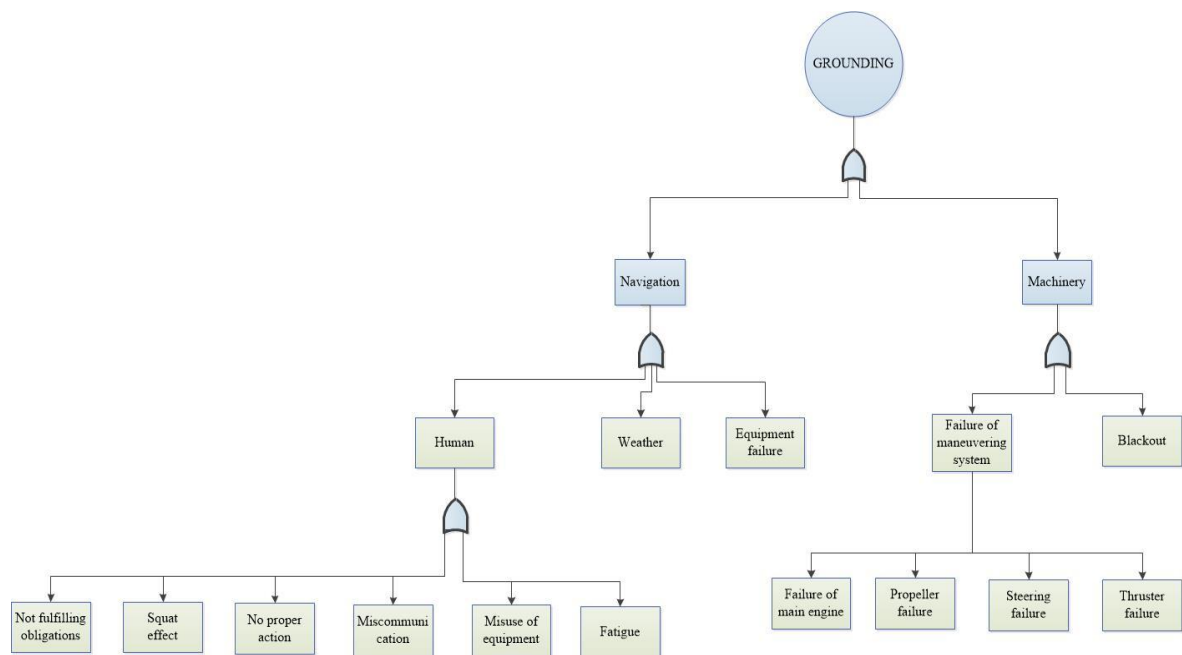 GROUNDING
Navigation
Machinery
Human
Weather
Equipment
failure
Failure of
maneuvering
system
Blackout
Not fulfilling
obligations
Squat
effect
No proper
action
Miscommuni
cation
Misuse of
equipment
Fatigue
Failure of
main engine
Propeller
failure
Steering
failure
Thruster
failure